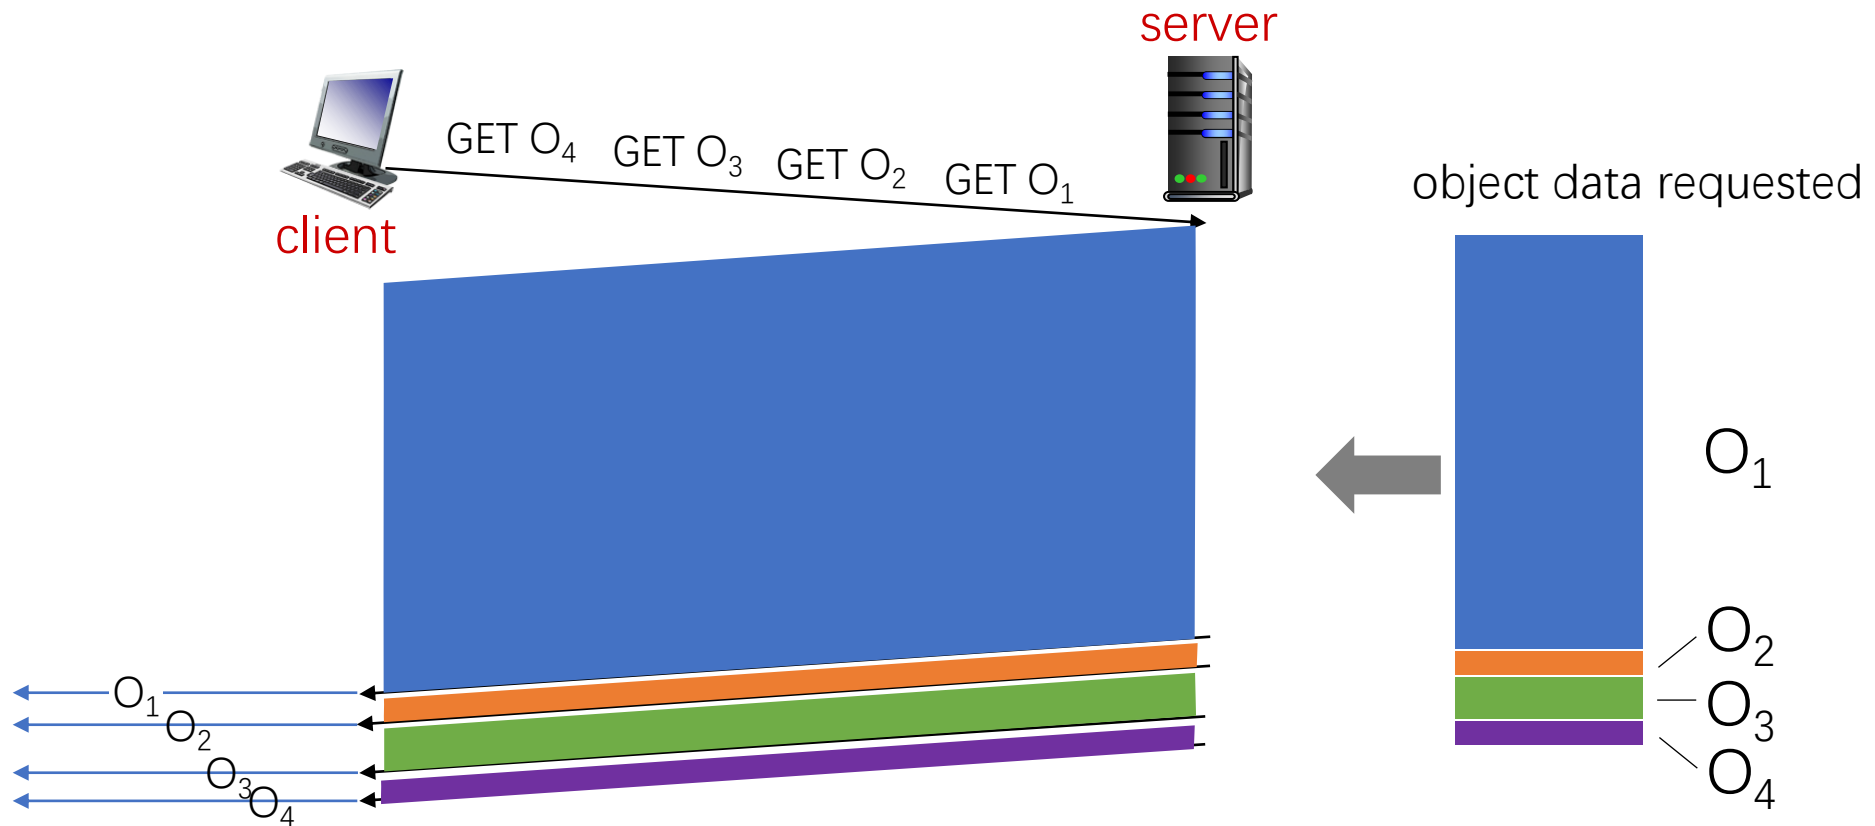 server
client
GET O₄
GET O₃
GET O₂
GET O₁
object data requested
O₁
O₂
O₃
O₄
O₁
O₂
O₃
O₄